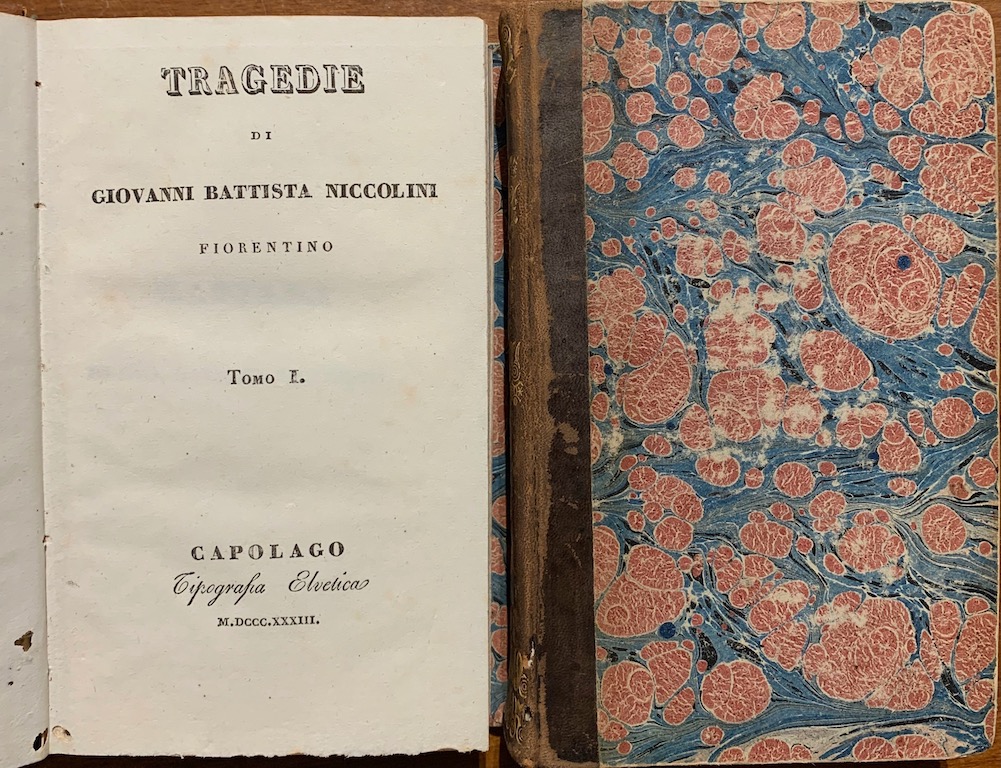 TRAGEDIE
DI
GIOVANNI BATTISTA NICCOLINI
FIORENTINO
TOMO I.
CAPOLAGO
Tipografia Elvetica
M.DCCC.XXXIII.